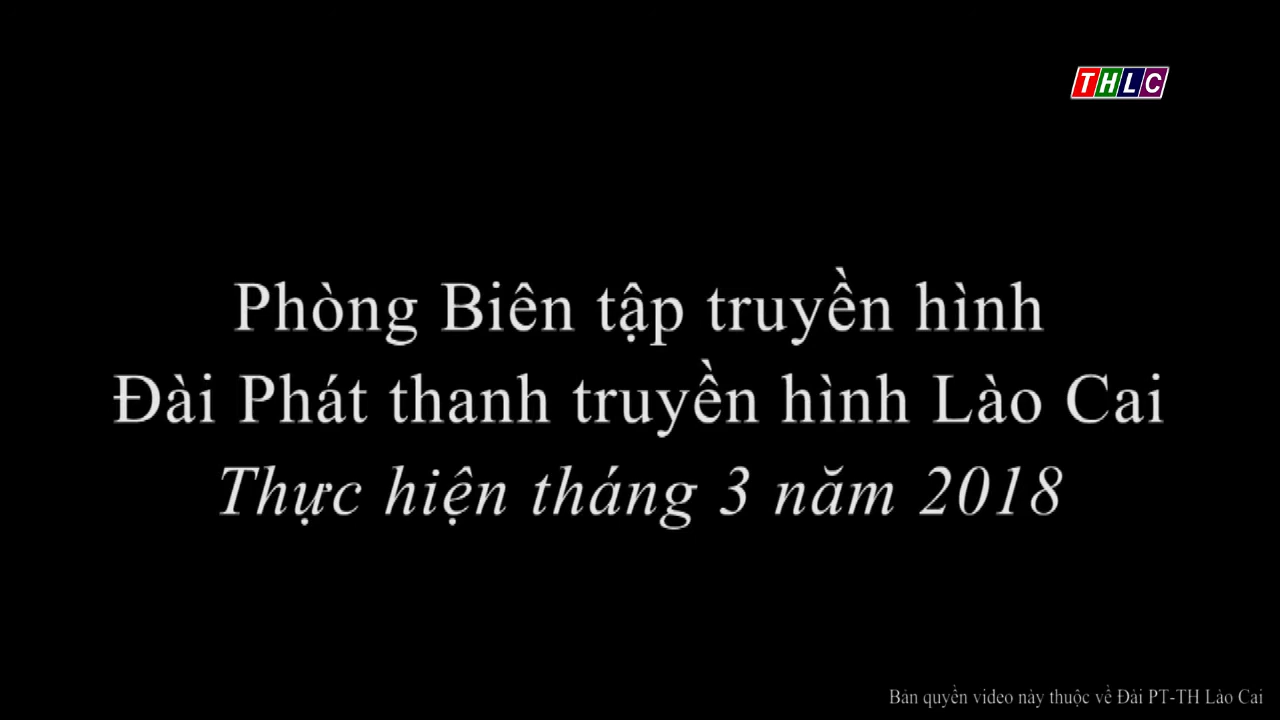 THLC
Phòng Biên tập truyền hình
Đài Phát thanh truyền hình Lào Cai
Thực hiện tháng 3 năm 2018
Bản quyền video này thuộc về Đài PT-TH Lào Cai